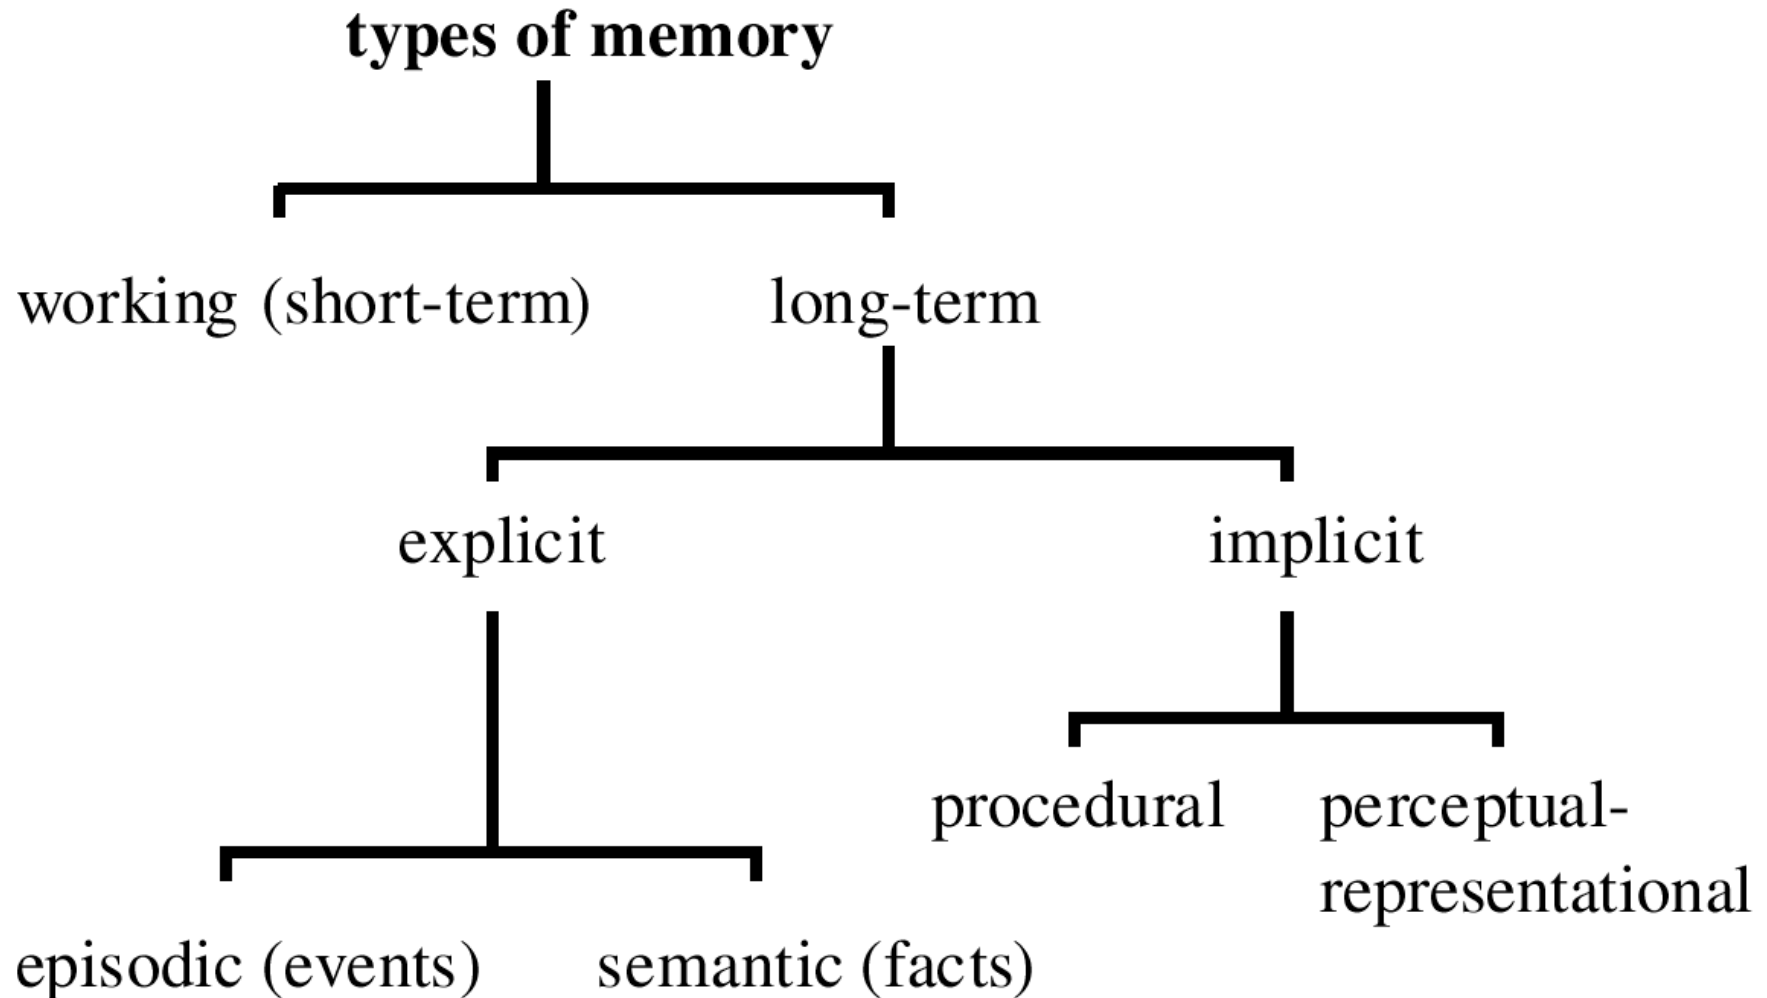 types of memory
working (short-term)
long-term
explicit
implicit
procedural
perceptual-
representational
episodic (events)
semantic (facts)